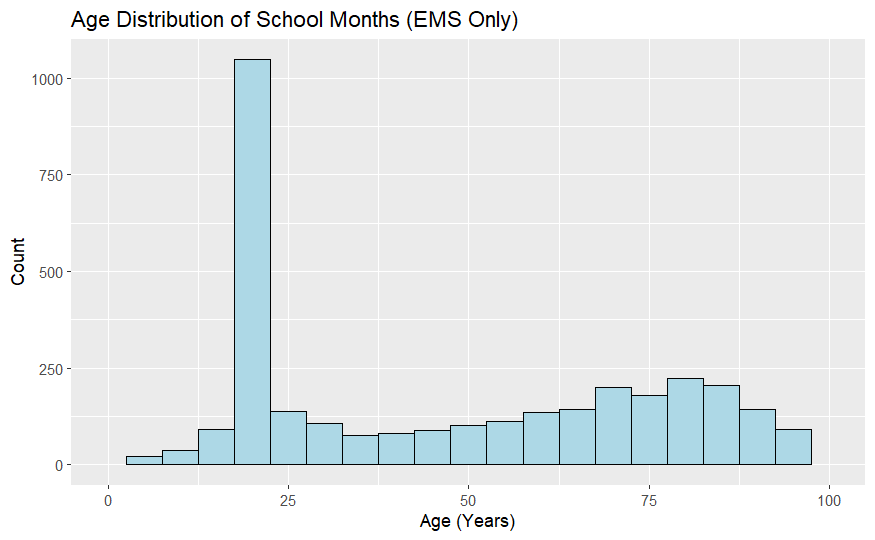 Age Distribution of School Months (EMS Only)
1000
750
500
250
0
Count
0 25 50 75 100
Age (Years)